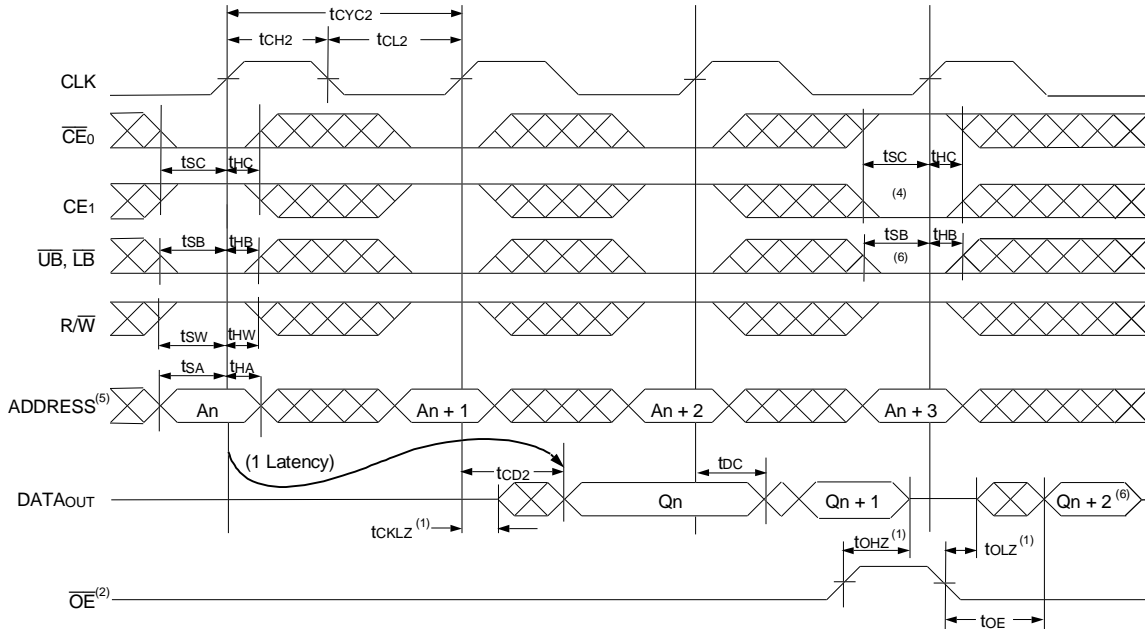 tCYC2
tCH2 tCL2
CLK
CE0
tSC tHC tSC tHC
CE1 (4)
tSB tHB tSB tHB
UB, LB (6)
R/W
tSW tHW
tSA tHA
ADDRESS(5) An An + 1 An + 2 An + 3
(1 Latency) tCD2 tDC
DATAOUT Qn Qn + 1 Qn + 2 (6)
tCKLZ (1) tOHZ (1) tOLZ (1)
OE(2)
tOE